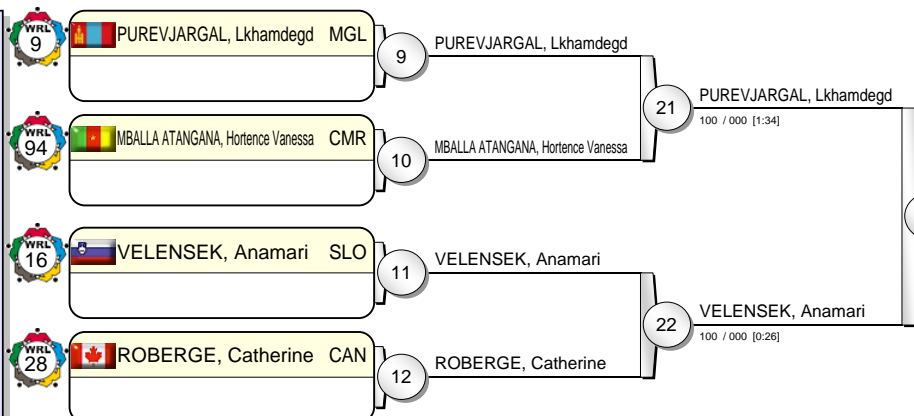 WRL
9
PUREVJARGAL, Lkhamdegd MGL
9
PUREVJARGAL, Lkhamdegd
21
PUREVJARGAL, Lkhamdegd
100 / 000 [1:34]
WRL
94
MBALLA ATANGANA, Hortence Vanessa CMR
10
MBALLA ATANGANA, Hortence Vanessa
WRL
16
VELENSEK, Anamari SLO
11
VELENSEK, Anamari
22
VELENSEK, Anamari
100 / 000 [0:26]
WRL
28
ROBERGE, Catherine CAN
12
ROBERGE, Catherine